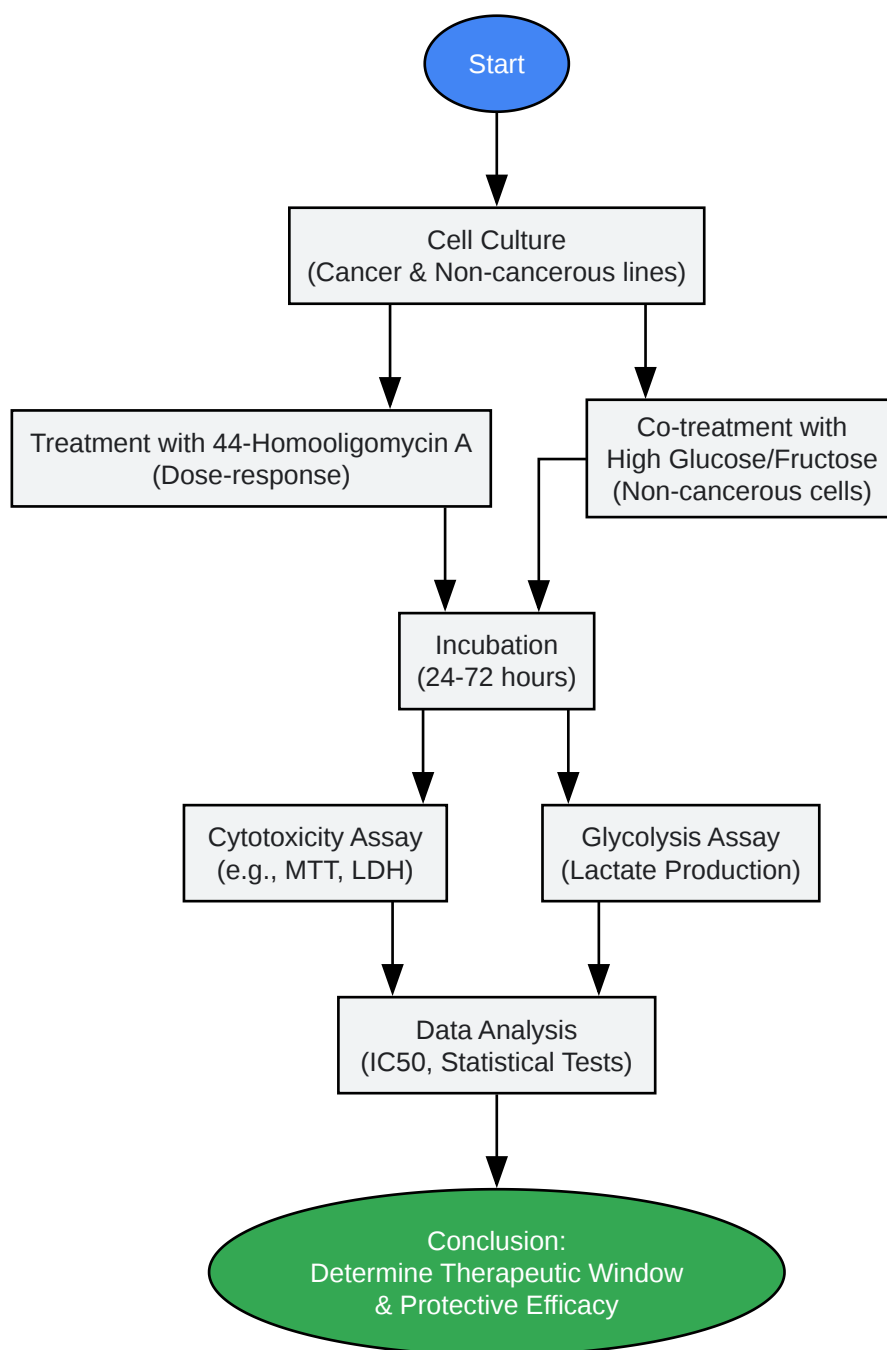 Start
Cell Culture
(Cancer & Non-cancerous lines)
Treatment with 44-Homooligomycin A
(Dose-response)
Co-treatment with
High Glucose/Fructose
(Non-cancerous cells)
Incubation
(24-72 hours)
Cytotoxicity Assay
(e.g., MTT, LDH)
Glycolysis Assay
(Lactate Production)
Data Analysis
(IC50, Statistical Tests)
Conclusion:
Determine Therapeutic Window
& Protective Efficacy